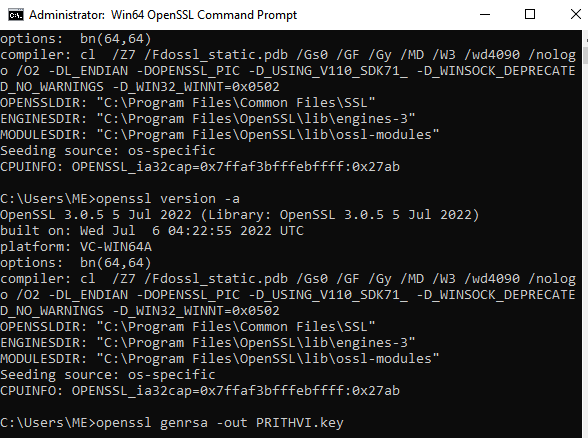 Administrator: Win64 OpenSSL Command Prompt
options:  bn(64,64)
compiler: cl  /Z7 /Fdossl_static.pdb /Gs0 /GF /Gy /MD /W3 /wd4090 /nolog
o /O2 -DL_ENDIAN -DOPENSSL_PIC -D_USING_V110_SDK71_ -D_WINSOCK_DEPRECATE
D_NO_WARNINGS -D_WIN32_WINNT=0x0502
OPENSSLDIR: "C:\Program Files\Common Files\SSL"
ENGINESDIR: "C:\Program Files\OpenSSL\lib\engines-3"
MODULESDIR: "C:\Program Files\OpenSSL\lib\ossl-modules"
Seeding source: os-specific
CPUINFO: OPENSSL_ia32cap=0x7ffaf3bfffebffff:0x27ab
C:\Users\ME>openssl version -a
OpenSSL 3.0.5 5 Jul 2022 (Library: OpenSSL 3.0.5 5 Jul 2022)
built on: Wed Jul  6 04:22:55 2022 UTC
platform: VC-WIN64A
options:  bn(64,64)
compiler: cl  /Z7 /Fdossl_static.pdb /Gs0 /GF /Gy /MD /W3 /wd4090 /nolog
o /O2 -DL_ENDIAN -DOPENSSL_PIC -D_USING_V110_SDK71_ -D_WINSOCK_DEPRECATE
D_NO_WARNINGS -D_WIN32_WINNT=0x0502
OPENSSLDIR: "C:\Program Files\Common Files\SSL"
ENGINESDIR: "C:\Program Files\OpenSSL\lib\engines-3"
MODULESDIR: "C:\Program Files\OpenSSL\lib\ossl-modules"
Seeding source: os-specific
CPUINFO: OPENSSL_ia32cap=0x7ffaf3bfffebffff:0x27ab
C:\Users\ME>openssl genrsa -out PRITHVI.key